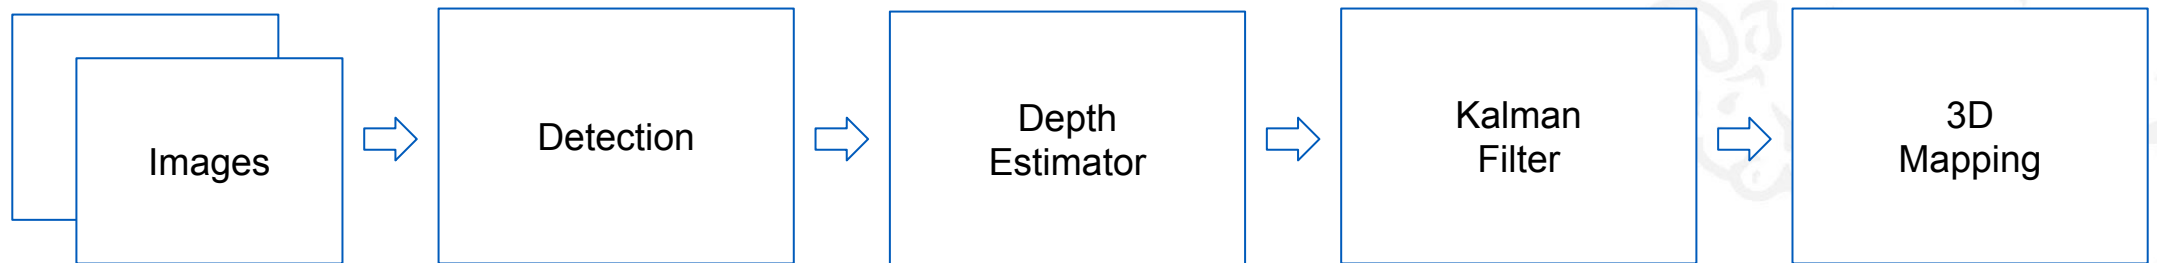 Images
Detection
Depth
Estimator
Kalman
Filter
3D
Mapping